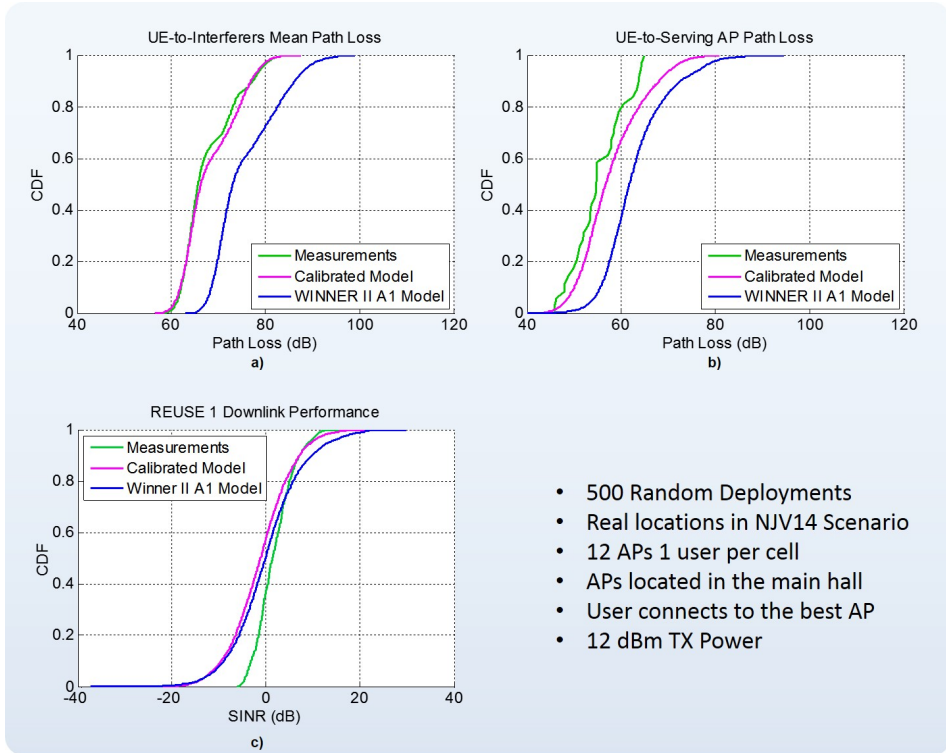 UE-to-Interferers Mean Path Loss
1
0.8
0.6
0.4
0.2
0
CDF
Measurements
Calibrated Model
WINNER II A1 Model
40
60
80
100
120
Path Loss (dB)
a)
UE-to-Serving AP Path Loss
1
0.8
0.6
0.4
0.2
0
CDF
Measurements
Calibrated Model
WINNER II A1 Model
40
60
80
100
120
Path Loss (dB)
b)
REUSE 1 Downlink Performance
1
0.8
0.6
0.4
0.2
0
CDF
Measurements
Calibrated Model
Winner II A1 Model
-40
-20
0
20
40
SINR (dB)
c)
• 500 Random Deployments
• Real locations in NJV14 Scenario
• 12 APs 1 user per cell
• APs located in the main hall
• User connects to the best AP
• 12 dBm TX Power